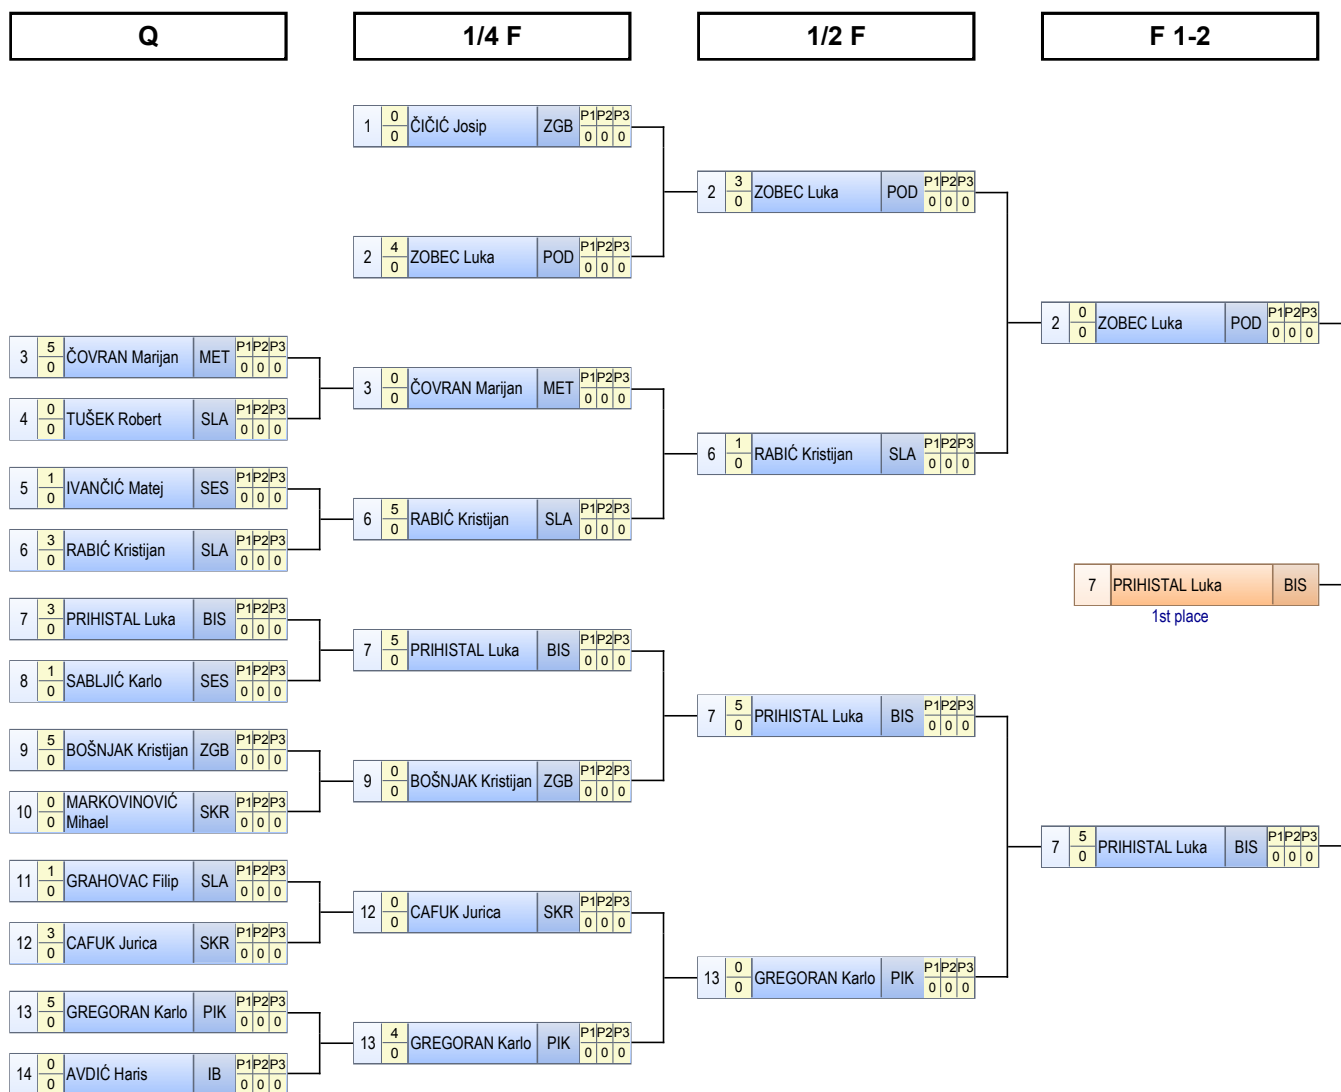 Q
1/4 F
1/2 F
F 1-2
1 0 ČIČIĆ Josip ZGB P1 P2 P3
0 0 0 0
2 4 ZOBEC Luka POD P1 P2 P3
0 0 0 0
3 5 ČOVRAN Marijan MET P1 P2 P3
0 0 0 0
4 0 TUŠEK Robert SLA P1 P2 P3
0 0 0 0
5 1 IVANČIĆ Matej SES P1 P2 P3
0 0 0 0
6 3 RABIĆ Kristijan SLA P1 P2 P3
0 0 0 0
7 3 PRIHISTAL Luka BIS P1 P2 P3
0 0 0 0
8 1 SABLJIĆ Karlo SES P1 P2 P3
0 0 0 0
9 5 BOŠNJAK Kristijan ZGB P1 P2 P3
0 0 0 0
10 0 MARKOVINOVIĆ SKR P1 P2 P3
0 Mihael 0 0 0
11 1 GRAHOVAC Filip SLA P1 P2 P3
0 0 0 0
12 3 CAFUK Jurica SKR P1 P2 P3
0 0 0 0
13 5 GREGORAN Karlo PIK P1 P2 P3
0 0 0 0
14 0 AVDIĆ Haris IB P1 P2 P3
0 0 0 0
3 0 ČOVRAN Marijan MET P1 P2 P3
0 0 0 0
6 5 RABIĆ Kristijan SLA P1 P2 P3
0 0 0 0
7 5 PRIHISTAL Luka BIS P1 P2 P3
0 0 0 0
9 0 BOŠNJAK Kristijan ZGB P1 P2 P3
0 0 0 0
12 0 CAFUK Jurica SKR P1 P2 P3
0 0 0 0
13 4 GREGORAN Karlo PIK P1 P2 P3
0 0 0 0
2 3 ZOBEC Luka POD P1 P2 P3
0 0 0 0
6 1 RABIĆ Kristijan SLA P1 P2 P3
0 0 0 0
7 5 PRIHISTAL Luka BIS P1 P2 P3
0 0 0 0
13 0 GREGORAN Karlo PIK P1 P2 P3
0 0 0 0
2 0 ZOBEC Luka POD P1 P2 P3
0 0 0 0
7 PRIHISTAL Luka BIS
1st place
7 5 PRIHISTAL Luka BIS P1 P2 P3
0 0 0 0